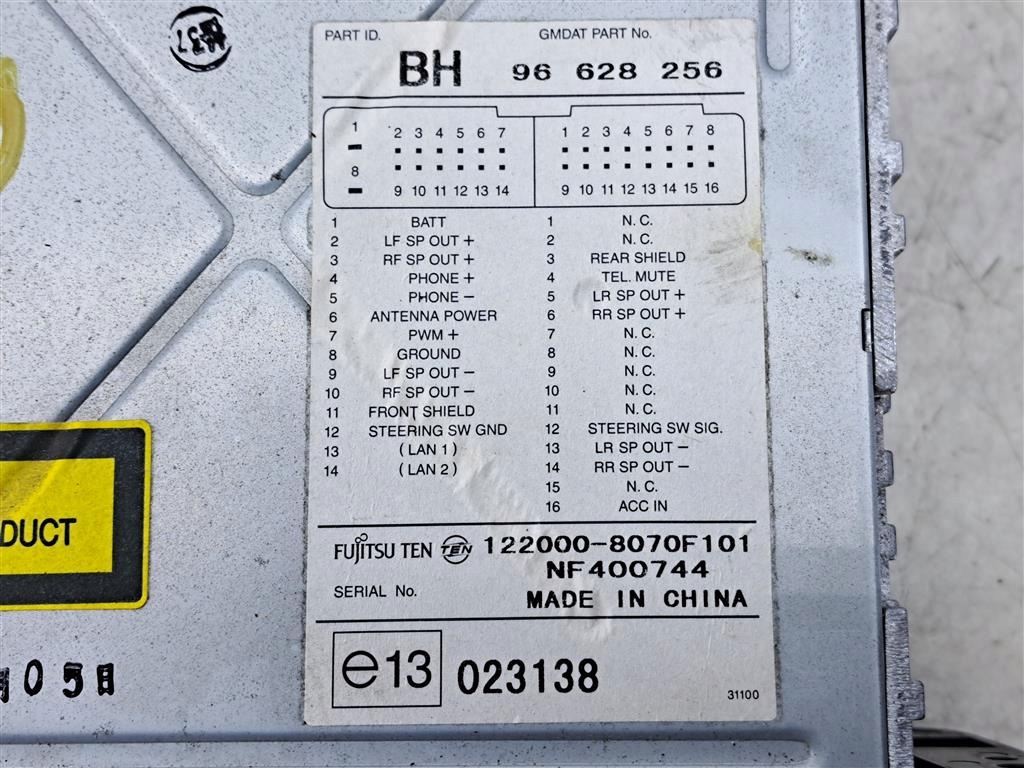 PART ID. GMDAT PART No.
BH 96 628 256
1 2 3 4 5 6 7 1 2 3 4 5 6 7 8
8 9 10 11 12 13 14 9 10 11 12 13 14 15 16
1 BATT 1 N.C.
2 LF SP OUT + 2 N.C.
3 RF SP OUT + 3 REAR SHIELD
4 PHONE + 4 TEL. MUTE
5 PHONE – 5 LR SP OUT +
6 ANTENNA POWER 6 RR SP OUT +
7 PWM + 7 N.C.
8 GROUND 8 N.C.
9 LF SP OUT – 9 N.C.
10 RF SP OUT – 10 N.C.
11 FRONT SHIELD 11 N.C.
12 STEERING SW GND 12 STEERING SW SIG.
13 (LAN 1) 13 LR SP OUT –
14 (LAN 2) 14 RR SP OUT –
15 N.C.
16 ACC IN
FUJITSU TEN TEN 122000-8070F101
NF400744
SERIAL No. MADE IN CHINA
e13 023138
31100
DUCT